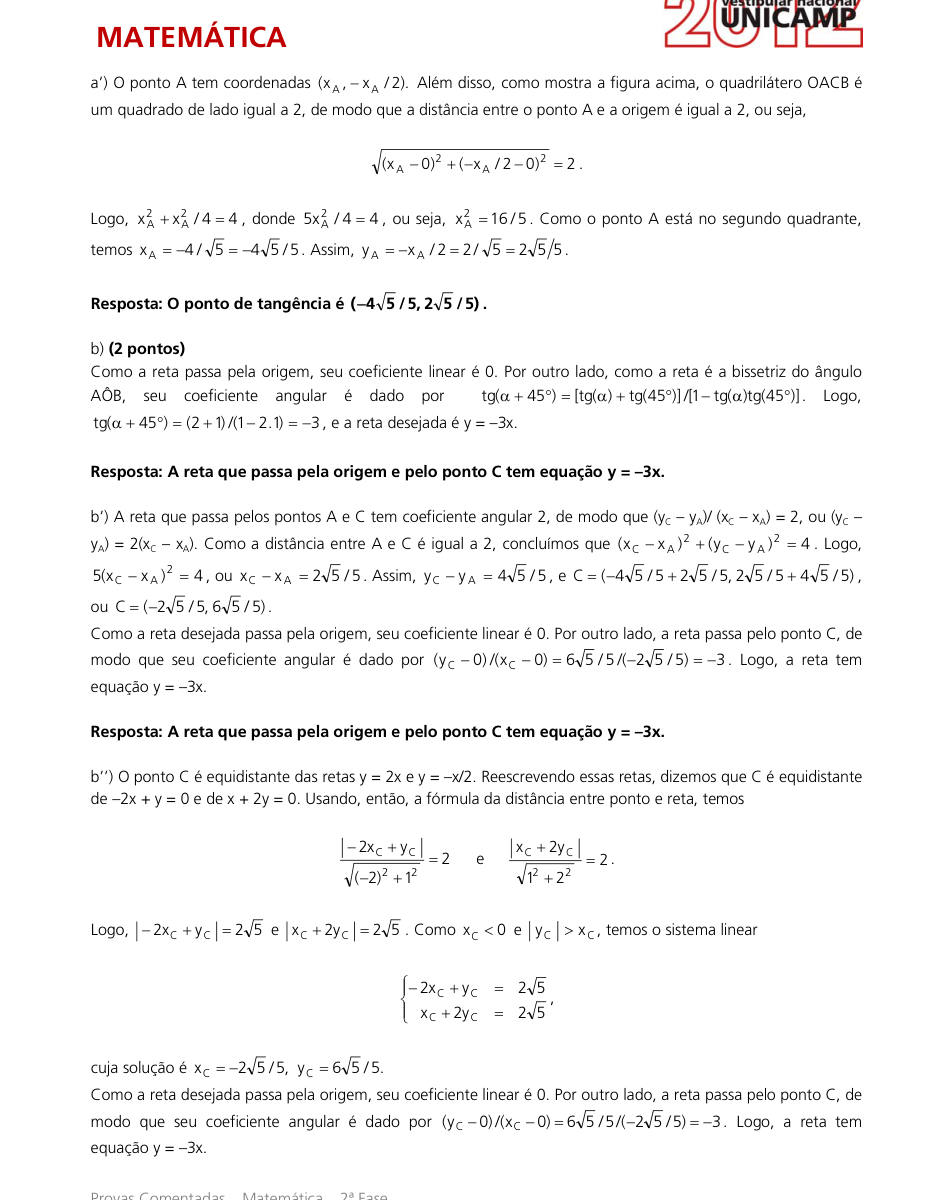 vestibular nacional
UNICAMP
2012
MATEMÁTICA
a’) O ponto A tem coordenadas (x_A, – x_A / 2). Além disso, como mostra a figura acima, o quadrilátero OACB é
um quadrado de lado igual a 2, de modo que a distância entre o ponto A e a origem é igual a 2, ou seja,
√((x_A – 0)² + (–x_A / 2 – 0)²) = 2 .
Logo, x_A² + x_A² / 4 = 4 , donde 5x_A² / 4 = 4 , ou seja, x_A² = 16 / 5 . Como o ponto A está no segundo quadrante,
temos x_A = –4 / √5 = –4√5 / 5 . Assim, y_A = –x_A / 2 = 2 / √5 = 2√5/5 .
Resposta: O ponto de tangência é (–4√5 / 5, 2√5 / 5) .
b) (2 pontos)
Como a reta passa pela origem, seu coeficiente linear é 0. Por outro lado, como a reta é a bissetriz do ângulo
AÔB, seu coeficiente angular é dado por tg(α + 45°) = [tg(α) + tg(45°)] /[1 – tg(α)tg(45°)] . Logo,
tg(α + 45°) = (2 + 1) /(1 – 2.1) = –3 , e a reta desejada é y = –3x.
Resposta: A reta que passa pela origem e pelo ponto C tem equação y = –3x.
b’) A reta que passa pelos pontos A e C tem coeficiente angular 2, de modo que (y_C – y_A)/ (x_C – x_A) = 2, ou (y_C –
y_A) = 2(x_C – x_A). Como a distância entre A e C é igual a 2, concluímos que (x_C – x_A)² + (y_C – y_A)² = 4 . Logo,
5(x_C – x_A)² = 4 , ou x_C – x_A = 2√5 / 5 . Assim, y_C – y_A = 4√5 / 5 , e C = (–4√5 / 5 + 2√5 / 5, 2√5 / 5 + 4√5 / 5) ,
ou C = (–2√5 / 5, 6√5 / 5) .
Como a reta desejada passa pela origem, seu coeficiente linear é 0. Por outro lado, a reta passa pelo ponto C, de
modo que seu coeficiente angular é dado por (y_C – 0) /(x_C – 0) = 6√5 / 5 /(–2√5 / 5) = –3 . Logo, a reta tem
equação y = –3x.
Resposta: A reta que passa pela origem e pelo ponto C tem equação y = –3x.
b’’) O ponto C é equidistante das retas y = 2x e y = –x/2. Reescrevendo essas retas, dizemos que C é equidistante
de –2x + y = 0 e de x + 2y = 0. Usando, então, a fórmula da distância entre ponto e reta, temos
|– 2x_C + y_C| / √((–2)² + 1²) = 2 e |x_C + 2y_C| / √(1² + 2²) = 2 .
Logo, |– 2x_C + y_C| = 2√5 e |x_C + 2y_C| = 2√5 . Como x_C < 0 e |y_C| > x_C , temos o sistema linear
{ – 2x_C + y_C = 2√5
x_C + 2y_C = 2√5 ,
cuja solução é x_C = –2√5 / 5, y_C = 6√5 / 5.
Como a reta desejada passa pela origem, seu coeficiente linear é 0. Por outro lado, a reta passa pelo ponto C, de
modo que seu coeficiente angular é dado por (y_C – 0) /(x_C – 0) = 6√5 / 5 /(–2√5 / 5) = –3 . Logo, a reta tem
equação y = –3x.
Provas Comentadas Matemática 2ª Fase